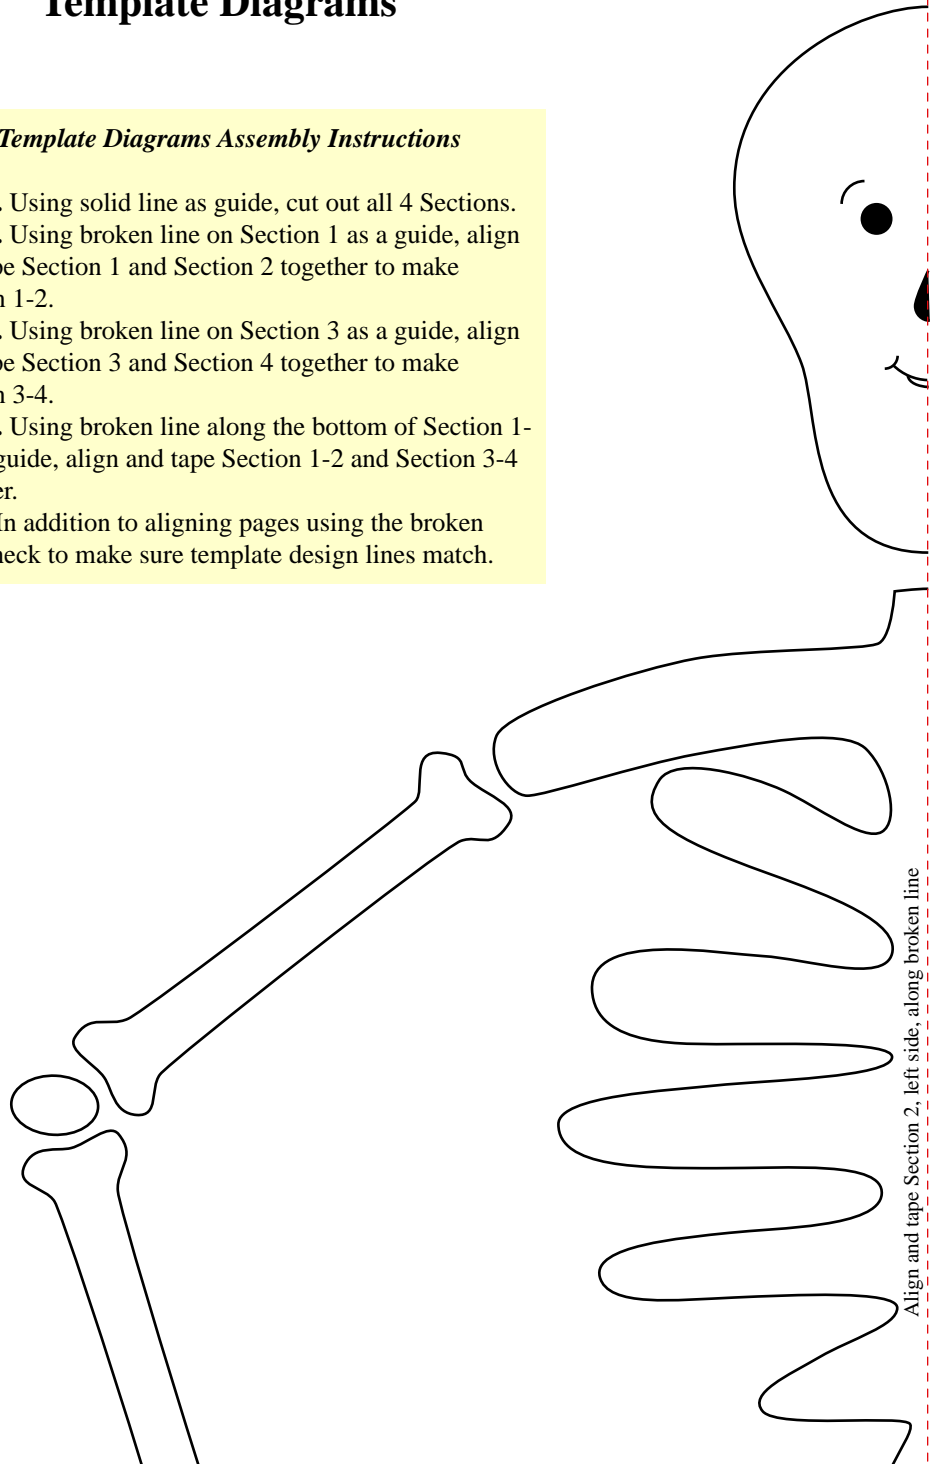 Template Diagrams
Template Diagrams Assembly Instructions
. Using solid line as guide, cut out all 4 Sections.
. Using broken line on Section 1 as a guide, align
pe Section 1 and Section 2 together to make
n 1-2.
. Using broken line on Section 3 as a guide, align
pe Section 3 and Section 4 together to make
n 3-4.
. Using broken line along the bottom of Section 1-
guide, align and tape Section 1-2 and Section 3-4
er.
In addition to aligning pages using the broken
heck to make sure template design lines match.
Align and tape Section 2, left side, along broken line